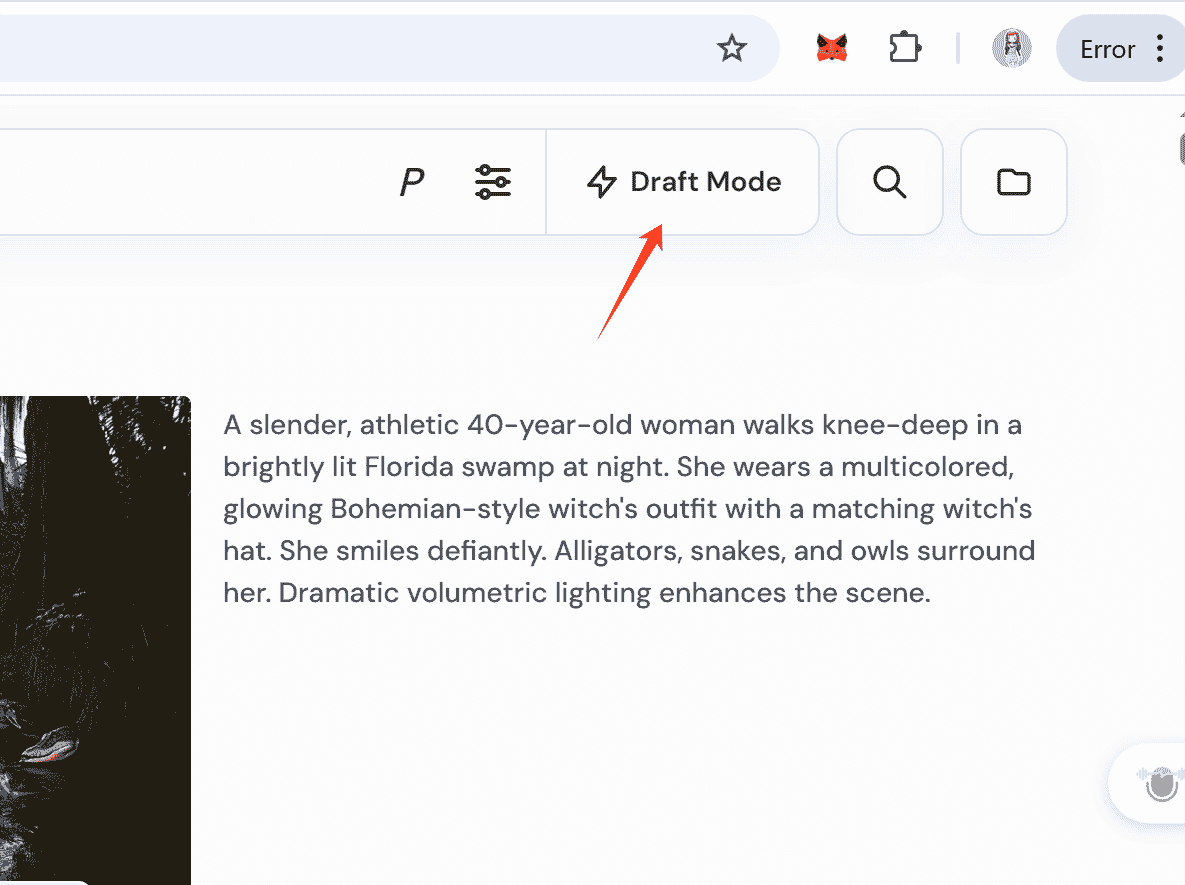 Error
P
Draft Mode
A slender, athletic 40-year-old woman walks knee-deep in a
brightly lit Florida swamp at night. She wears a multicolored,
glowing Bohemian-style witch's outfit with a matching witch's
hat. She smiles defiantly. Alligators, snakes, and owls surround
her. Dramatic volumetric lighting enhances the scene.